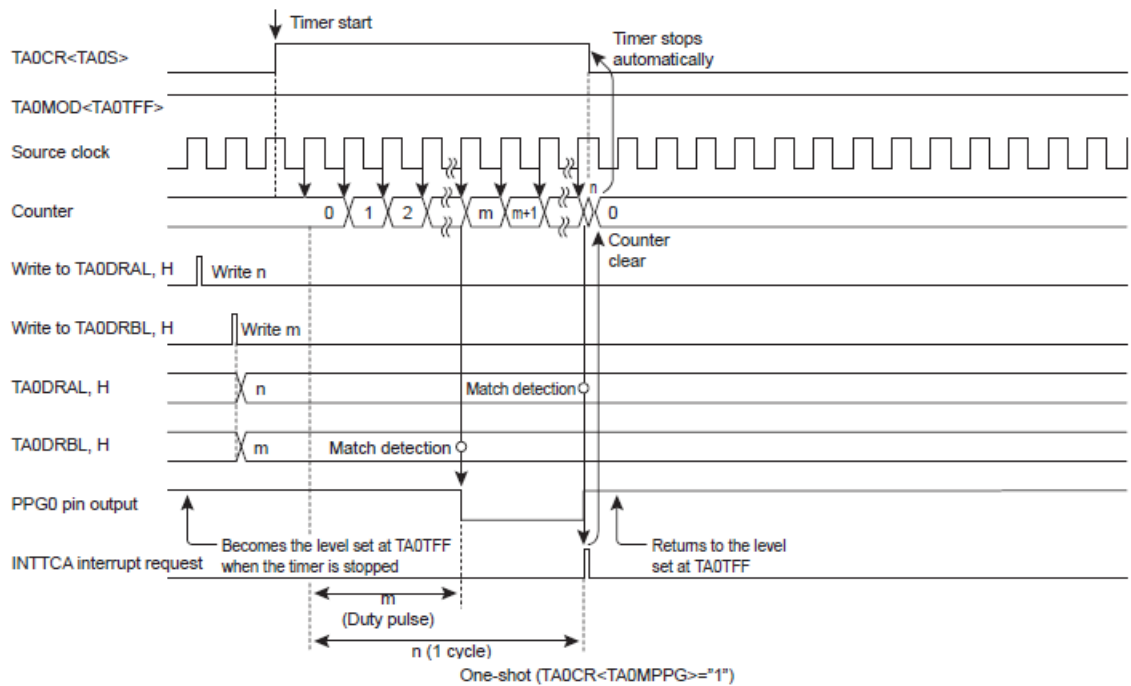 Timer start
TA0CR<TA0S>
Timer stops
automatically
TA0MOD<TA0TFF>
Source clock
n
Counter
0 1 2 m m+1 0
Counter
clear
Write to TA0DRAL, H
Write n
Write to TA0DRBL, H
Write m
TA0DRAL, H
n
Match detection
TA0DRBL, H
m
Match detection
PPG0 pin output
Becomes the level set at TA0TFF
when the timer is stopped
Returns to the level
set at TA0TFF
INTTCA interrupt request
m
(Duty pulse)
n (1 cycle)
One-shot (TA0CR<TA0MPPG>="1")